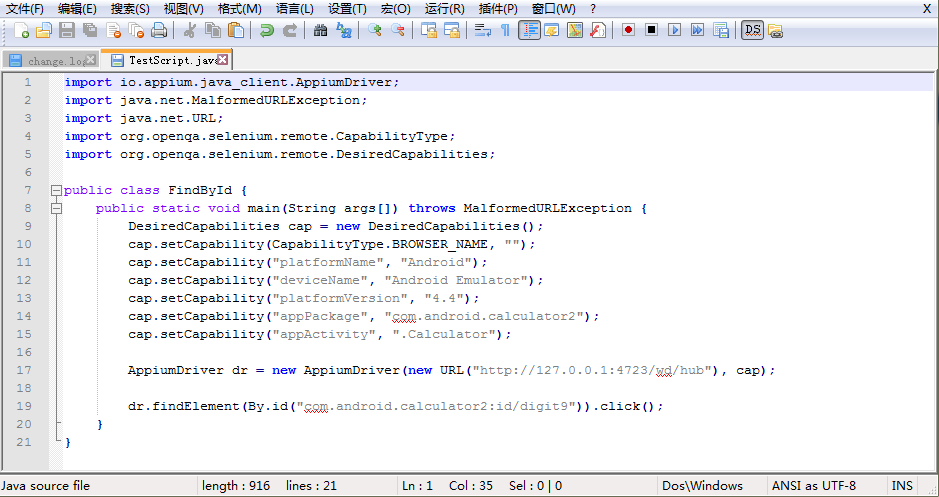 文件(F) 编辑(E) 搜索(S) 视图(V) 格式(M) 语言(L) 设置(T) 宏(O) 运行(R) 插件(P) 窗口(W) ? X
DS
change.log TestScript.java
1 import io.appium.java_client.AppiumDriver;
2 import java.net.MalformedURLException;
3 import java.net.URL;
4 import org.openqa.selenium.remote.CapabilityType;
5 import org.openqa.selenium.remote.DesiredCapabilities;
6
7 public class FindById {
8 public static void main(String args[]) throws MalformedURLException {
9 DesiredCapabilities cap = new DesiredCapabilities();
10 cap.setCapability(CapabilityType.BROWSER_NAME, "");
11 cap.setCapability("platformName", "Android");
12 cap.setCapability("deviceName", "Android Emulator");
13 cap.setCapability("platformVersion", "4.4");
14 cap.setCapability("appPackage", "com.android.calculator2");
15 cap.setCapability("appActivity", ".Calculator");
16
17 AppiumDriver dr = new AppiumDriver(new URL("http://127.0.0.1:4723/wd/hub"), cap);
18
19 dr.findElement(By.id("com.android.calculator2:id/digit9")).click();
20 }
21 }
Java source file length : 916 lines : 21 Ln : 1 Col : 35 Sel : 0 | 0 Dos\Windows ANSI as UTF-8 INS